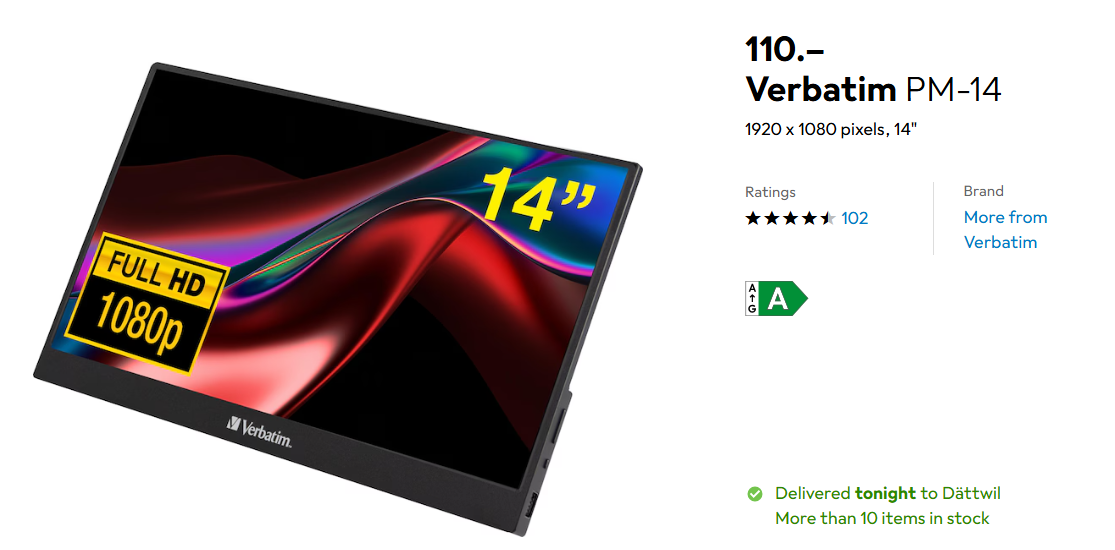 14”
FULL HD
1080p
Verbatim
110.–
Verbatim PM-14
1920 x 1080 pixels, 14"
Ratings
102
Brand
More from
Verbatim
A
G
A
Delivered tonight to Dättwil
More than 10 items in stock